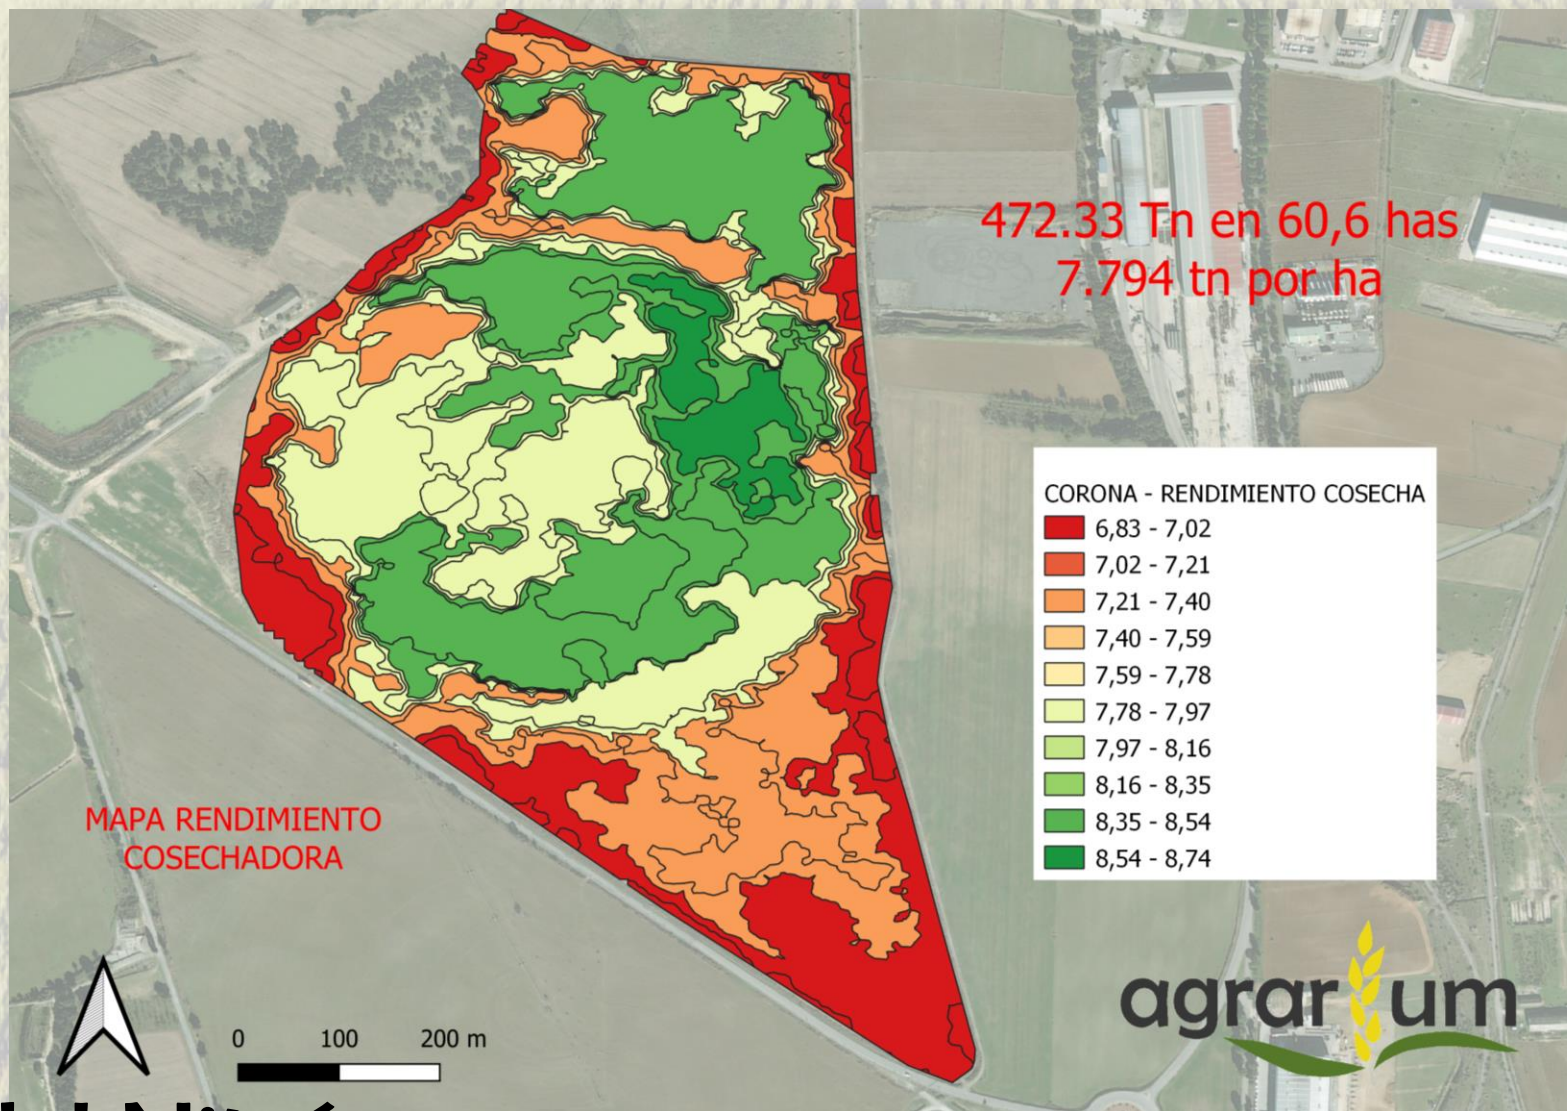 472.33 Tn en 60,6 has
7.794 tn por ha
CORONA - RENDIMIENTO COSECHA
6,83 - 7,02
7,02 - 7,21
7,21 - 7,40
7,40 - 7,59
7,59 - 7,78
7,78 - 7,97
7,97 - 8,16
8,16 - 8,35
8,35 - 8,54
8,54 - 8,74
MAPA RENDIMIENTO
COSECHADORA
0 100 200 m
agrarium